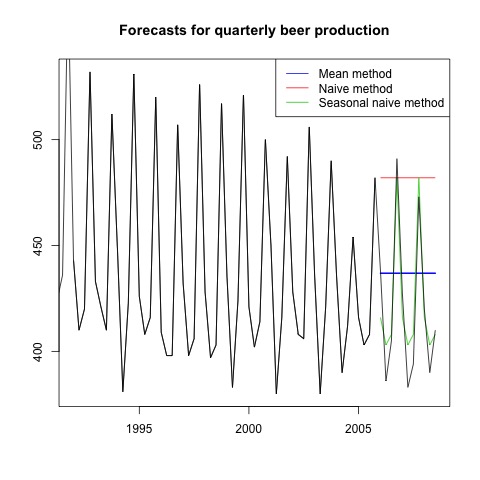 Forecasts for quarterly beer production
Mean method
Naive method
Seasonal naive method
500
450
400
1995
2000
2005